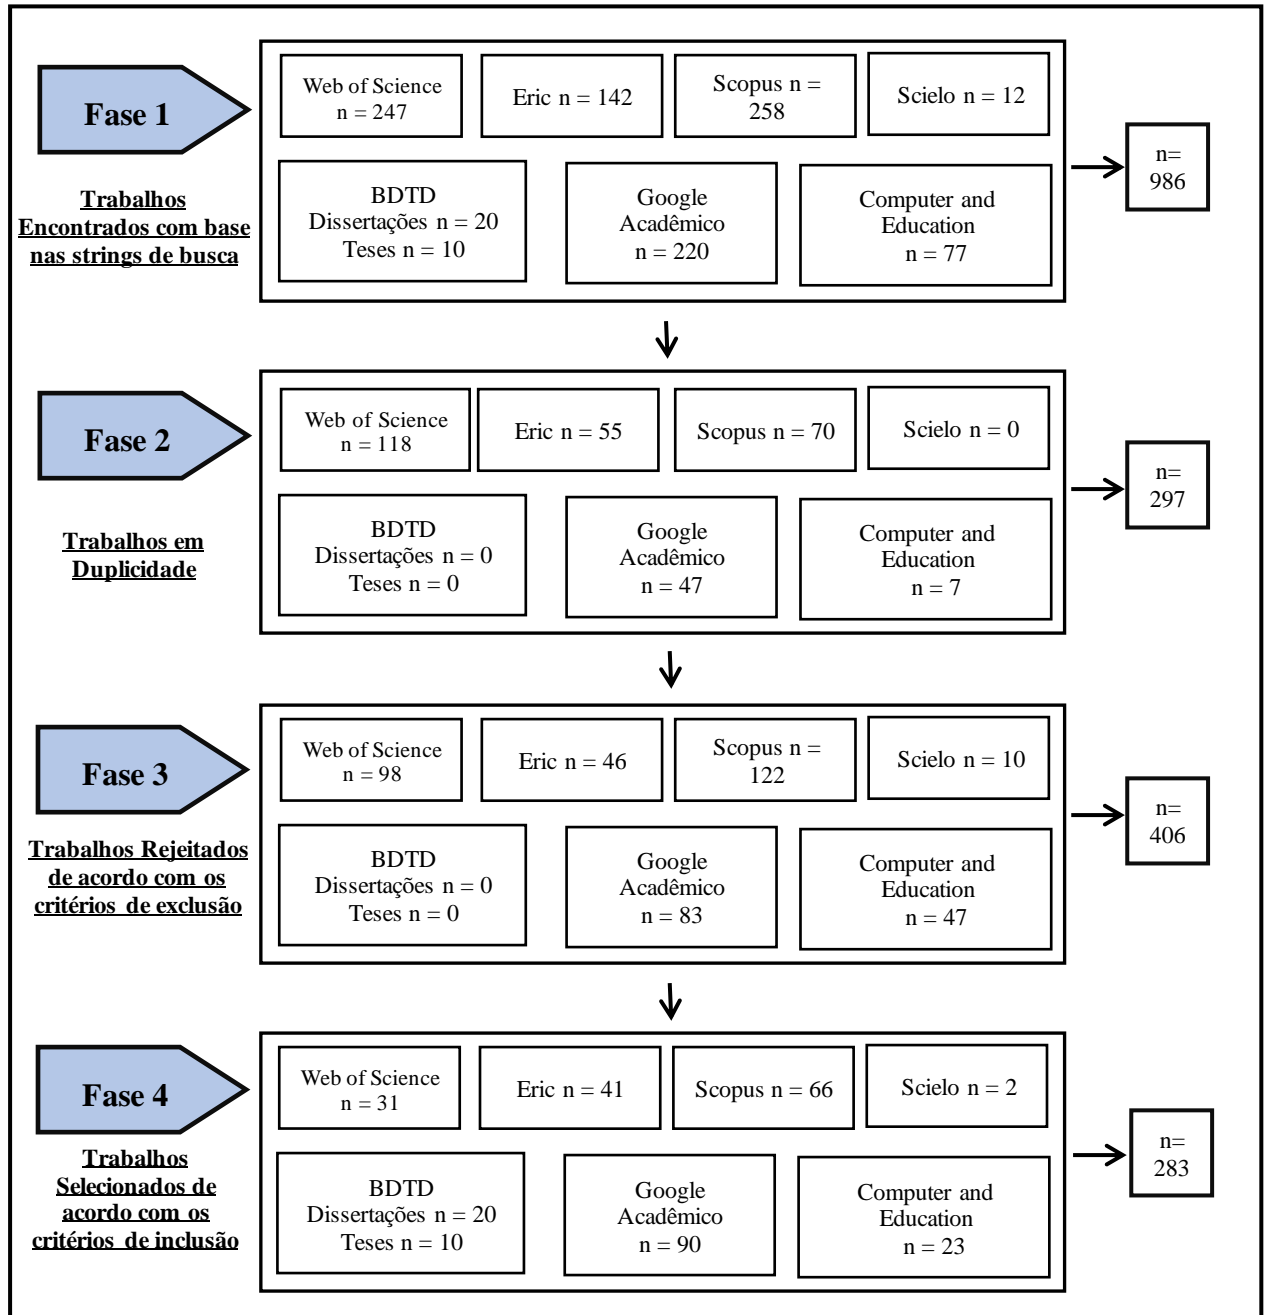 Fase 1
Trabalhos
Encontrados com base
nas strings de busca
Web of Science
n = 247
Eric n = 142
Scopus n =
258
Scielo n = 12
BDTD
Dissertações n = 20
Teses n = 10
Google
Acadêmico
n = 220
Computer and
Education
n = 77
n=
986
Fase 2
Trabalhos em
Duplicidade
Web of Science
n = 118
Eric n = 55
Scopus n = 70
Scielo n = 0
BDTD
Dissertações n = 0
Teses n = 0
Google
Acadêmico
n = 47
Computer and
Education
n = 7
n=
297
Fase 3
Trabalhos Rejeitados
de acordo com os
critérios de exclusão
Web of Science
n = 98
Eric n = 46
Scopus n =
122
Scielo n = 10
BDTD
Dissertações n = 0
Teses n = 0
Google
Acadêmico
n = 83
Computer and
Education
n = 47
n=
406
Fase 4
Trabalhos
Selecionados de
acordo com os
critérios de inclusão
Web of Science
n = 31
Eric n = 41
Scopus n = 66
Scielo n = 2
BDTD
Dissertações n = 20
Teses n = 10
Google
Acadêmico
n = 90
Computer and
Education
n = 23
n=
283